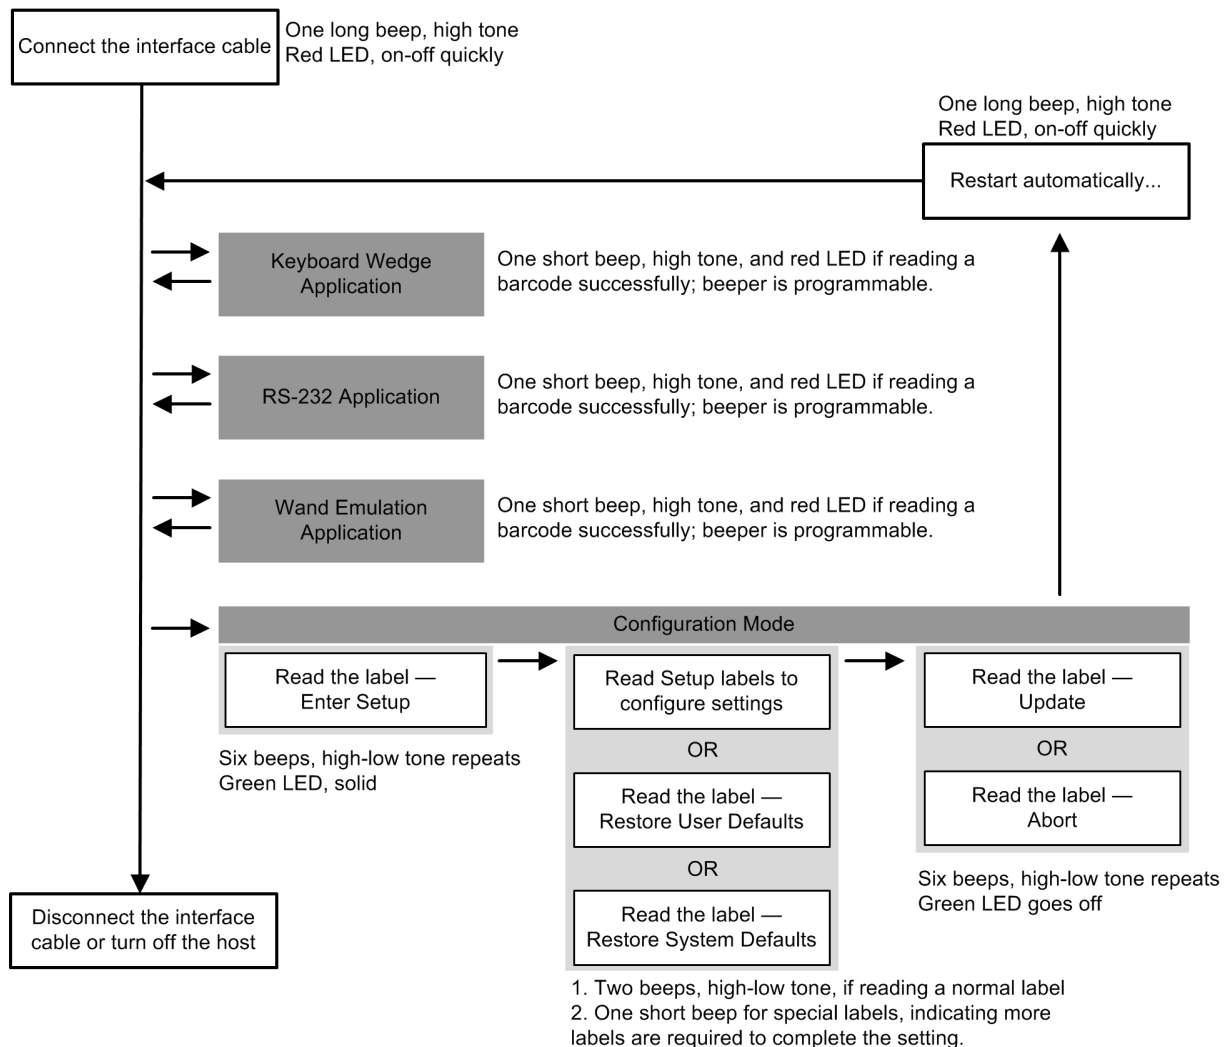 Connect the interface cable
One long beep, high tone
Red LED, on-off quickly
One long beep, high tone
Red LED, on-off quickly
Restart automatically...
Keyboard Wedge
Application
One short beep, high tone, and red LED if reading a
barcode successfully; beeper is programmable.
RS-232 Application
One short beep, high tone, and red LED if reading a
barcode successfully; beeper is programmable.
Wand Emulation
Application
One short beep, high tone, and red LED if reading a
barcode successfully; beeper is programmable.
Configuration Mode
Read the label —
Enter Setup
Six beeps, high-low tone repeats
Green LED, solid
Read Setup labels to
configure settings
OR
Read the label —
Restore User Defaults
OR
Read the label —
Restore System Defaults
1. Two beeps, high-low tone, if reading a normal label
2. One short beep for special labels, indicating more
labels are required to complete the setting.
Read the label —
Update
OR
Read the label —
Abort
Six beeps, high-low tone repeats
Green LED goes off
Disconnect the interface
cable or turn off the host